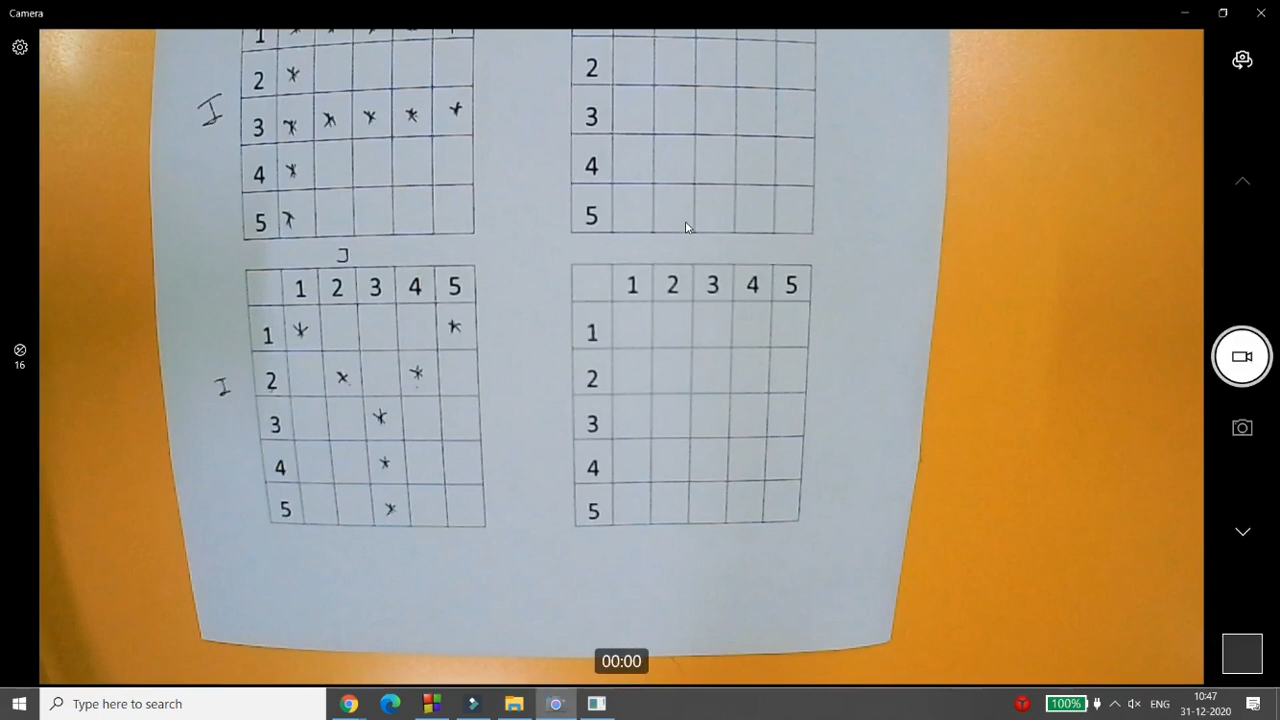 Camera
1 * * * * *
2 *
I
3 * * * * *
4 *
5 *
2
3
4
5
J
1 2 3 4 5
1 * *
2 * *
I
3 *
4 *
5 *
1 2 3 4 5
1
2
3
4
5
16
00:00
Type here to search
100%
ENG
10:47
31-12-2020